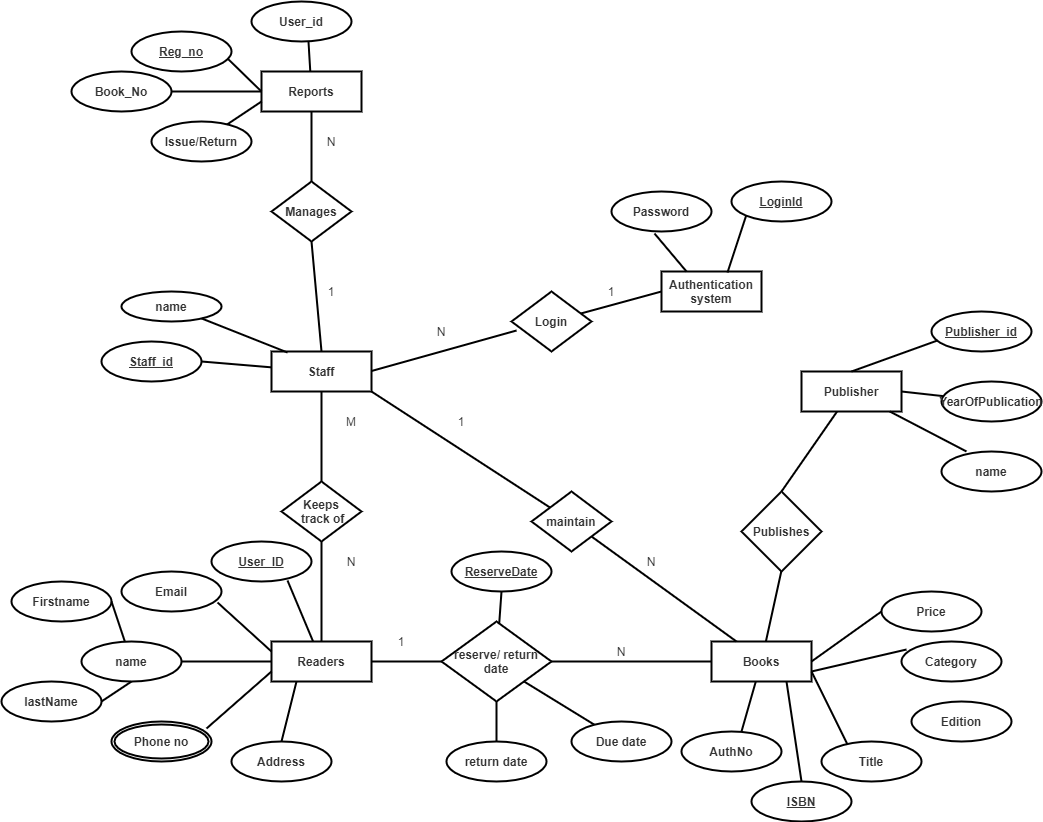 User_id
Reg_no
Book_No
Reports
Issue/Return
N
Manages
Password
LoginId
1
Authentication
system
1
name
N
Login
Staff_id
Staff
Publisher_id
Publisher
YearOfPublication
name
M
1
Keeps
track of
maintain
Publishes
User_ID
N
N
ReserveDate
Firstname
Email
Price
name
Readers
1
reserve/ return
date
N
Books
Category
lastName
Phone no
Address
return date
Due date
AuthNo
Edition
Title
ISBN